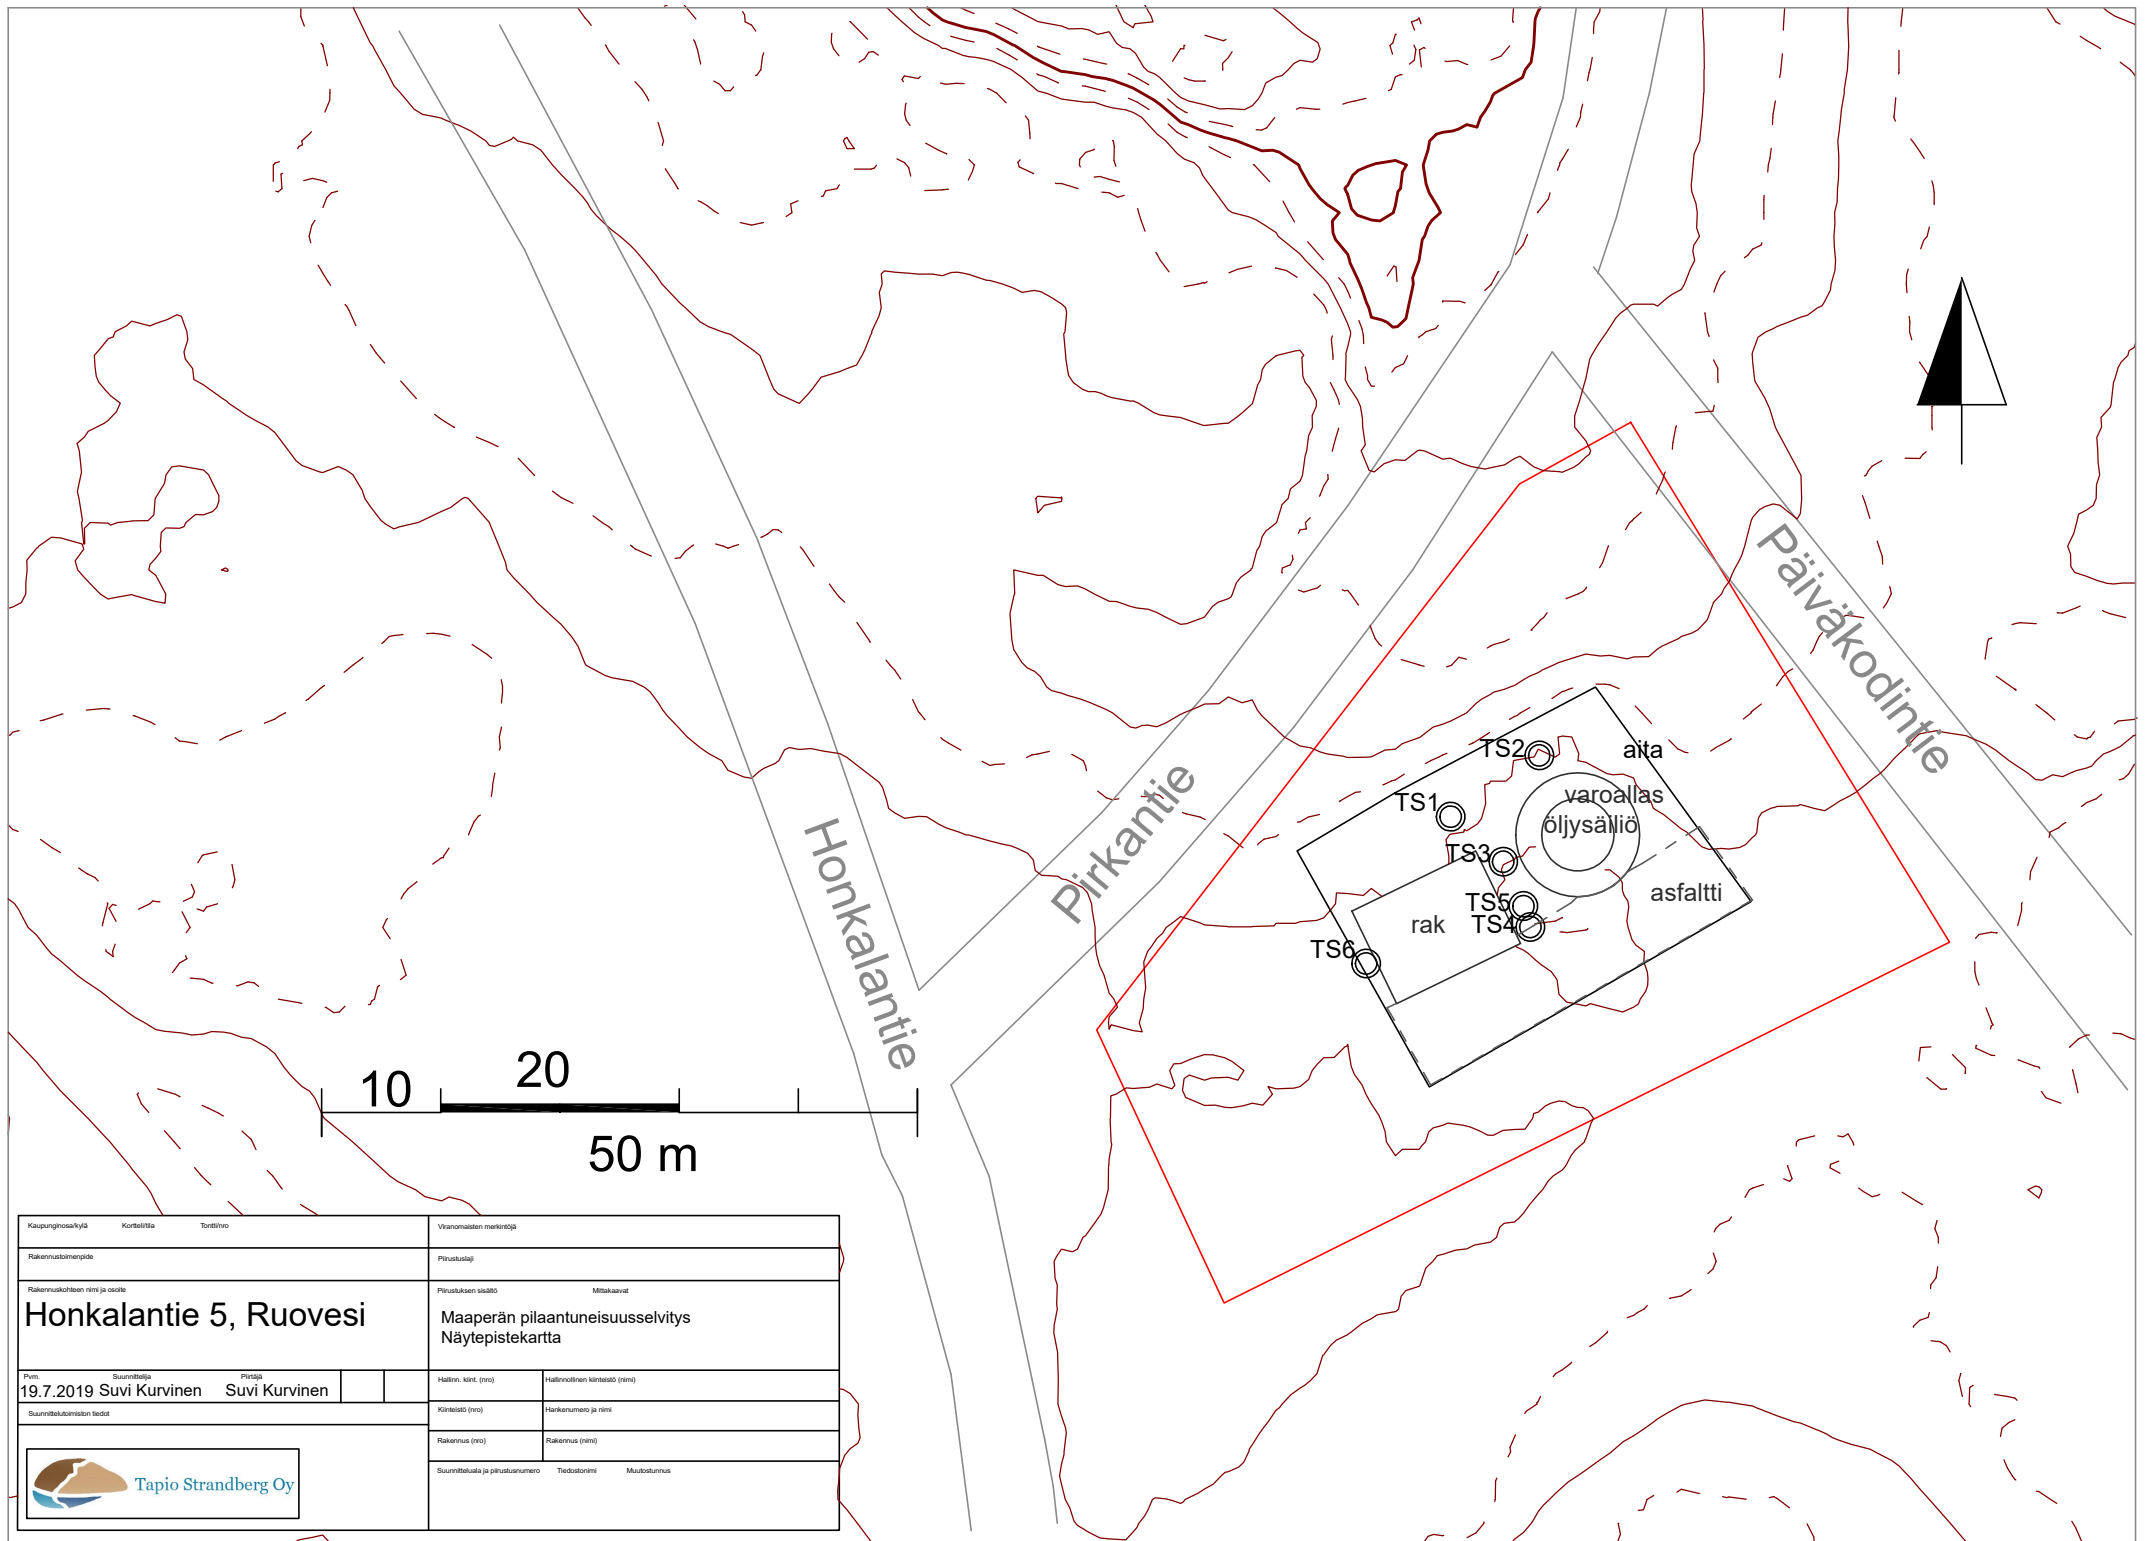 Päiväkodintie
TS2
aita
varoallas
TS1
öljysäiliö
TS3
asfaltti
TS5
rak
TS4
TS6
Pirkantie
Honkalantie
10
20
50 m
Kaupunginosa/kylä Kortteli/tila Tontti/nro
Viranomaisten merkintöjä
Rakennustoimenpide
Piirustuslaji
Rakennuskohteen nimi ja osoite
Honkalantie 5, Ruovesi
Piirustuksen sisältö Mittakaavat
Maaperän pilaantuneisuusselvitys
Näytepistekartta
Pvm. Suunnittelija Piirtäjä
19.7.2019 Suvi Kurvinen Suvi Kurvinen
Suunnittelutoimiston tiedot
Hallinn. kiint. (nro) Hallinnollinen kiinteistö (nimi)
Kiinteistö (nro) Hankenumero ja nimi
Rakennus (nro) Rakennus (nimi)
Suunnitteluala ja piirustusnumero Tiedostonimi Muutostunnus
Tapio Strandberg Oy